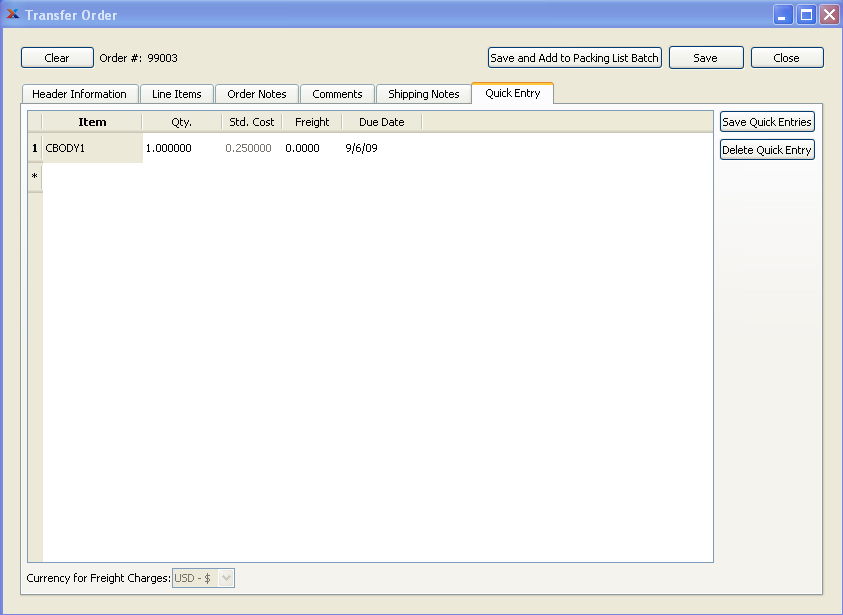 Transfer Order
Clear Order #: 99003 Save and Add to Packing List Batch Save Close
Header Information Line Items Order Notes Comments Shipping Notes Quick Entry
Item Qty. Std. Cost Freight Due Date Save Quick Entries
1 CBODY1 1.000000 0.250000 0.0000 9/6/09 Delete Quick Entry
*
Currency for Freight Charges: USD - $